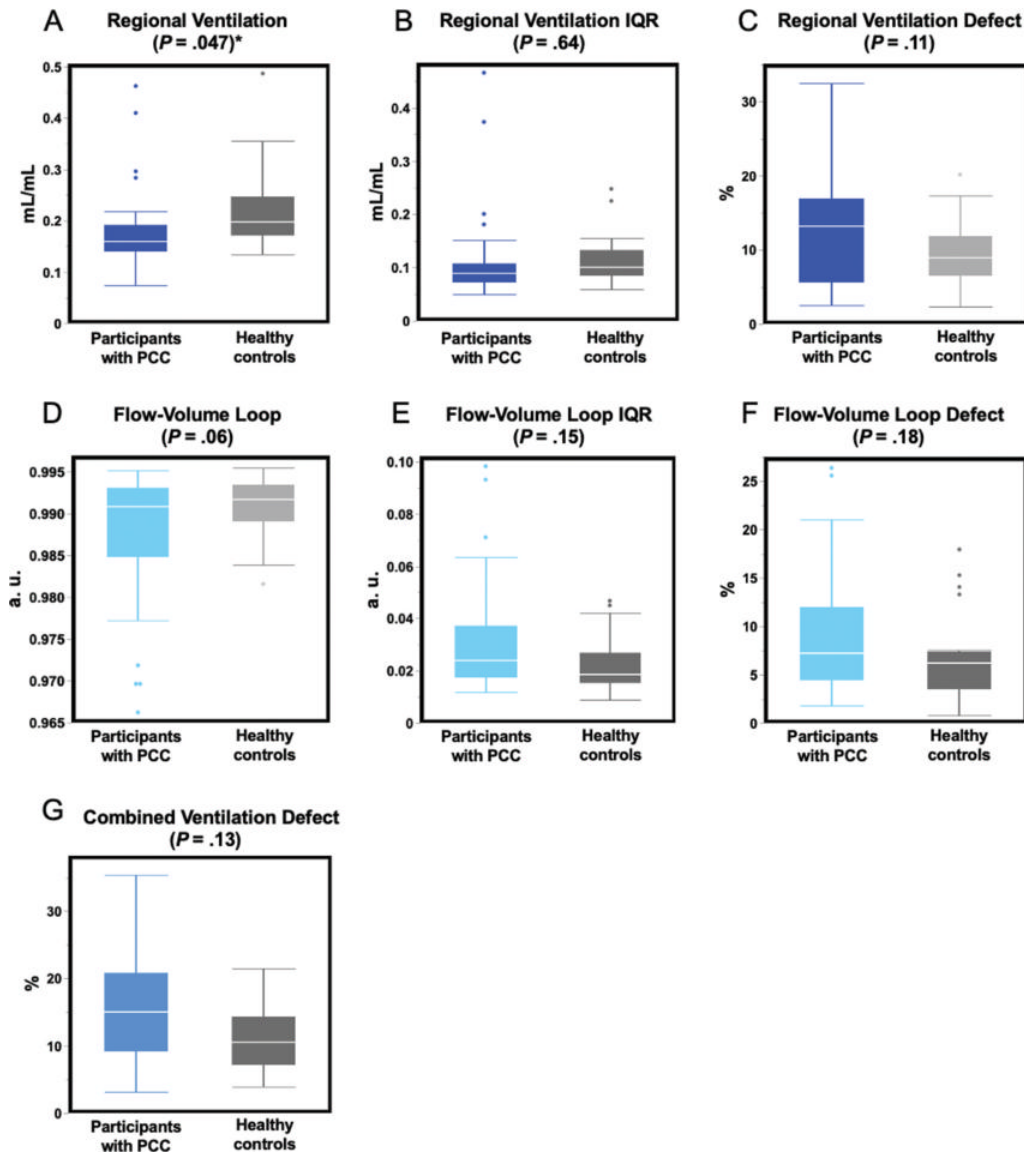 A Regional Ventilation
(P = .047)*
0.5
0.4
0.3
0.2
0.1
0
mL/mL
Participants
with PCC
Healthy
controls
B Regional Ventilation IQR
(P = .64)
0.4
0.3
0.2
0.1
0
mL/mL
Participants
with PCC
Healthy
controls
C Regional Ventilation Defect
(P = .11)
30
20
10
0
%
Participants
with PCC
Healthy
controls
D Flow-Volume Loop
(P = .06)
0.995
0.990
0.985
0.980
0.975
0.970
0.965
a. u.
Participants
with PCC
Healthy
controls
E Flow-Volume Loop IQR
(P = .15)
0.10
0.08
0.06
0.04
0.02
0
a. u.
Participants
with PCC
Healthy
controls
F Flow-Volume Loop Defect
(P = .18)
25
20
15
10
5
0
%
Participants
with PCC
Healthy
controls
G Combined Ventilation Defect
(P = .13)
30
20
10
0
%
Participants
with PCC
Healthy
controls